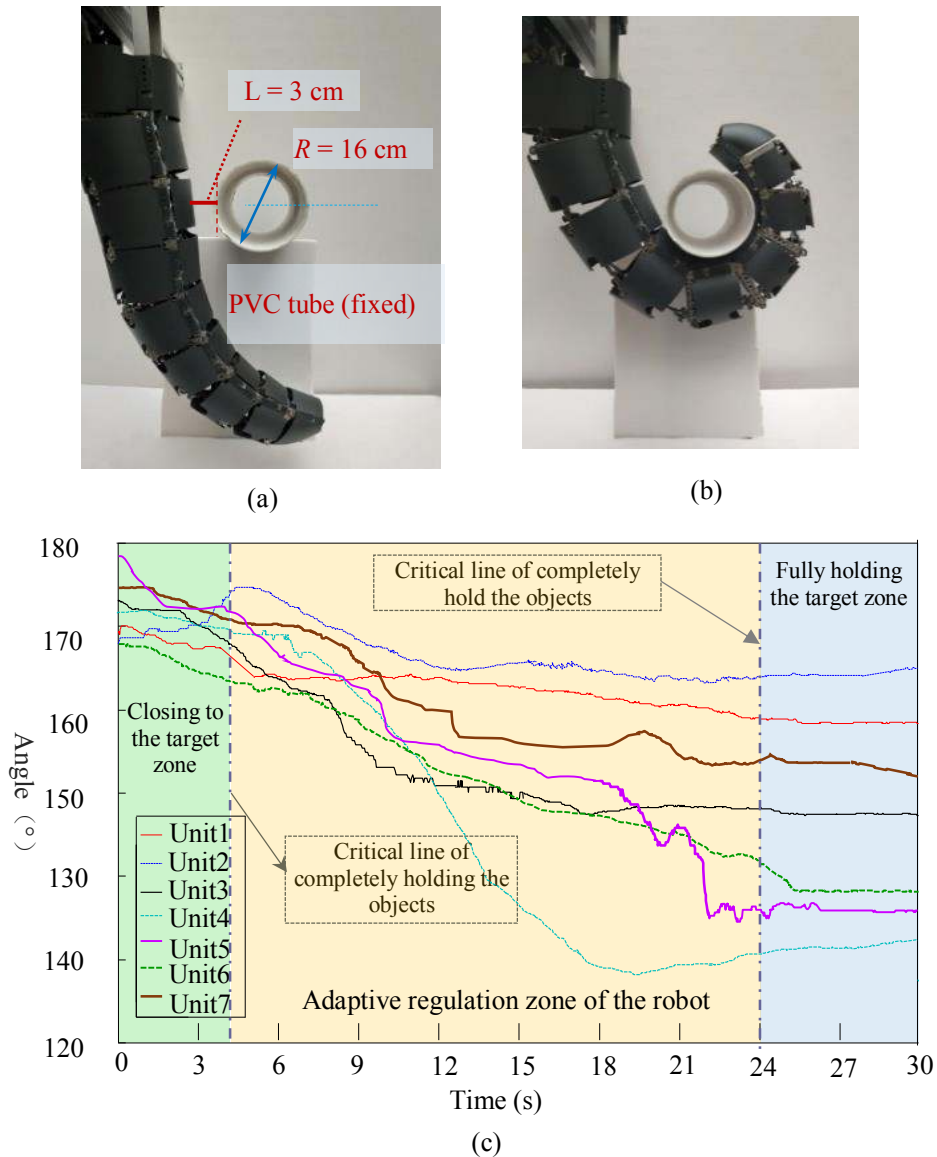 L = 3 cm
R = 16 cm
PVC tube (fixed)
(a)
(b)
180
170
160
150
130
140
120
Angle (°)
Closing to
the target
zone
Critical line of completely
hold the objects
Fully holding
the target zone
Critical line of
completely holding the
objects
Unit1
Unit2
Unit3
Unit4
Unit5
Unit6
Unit7
Adaptive regulation zone of the robot
0 3 6 9 12 15 18 21 24 27 30
Time (s)
(c)